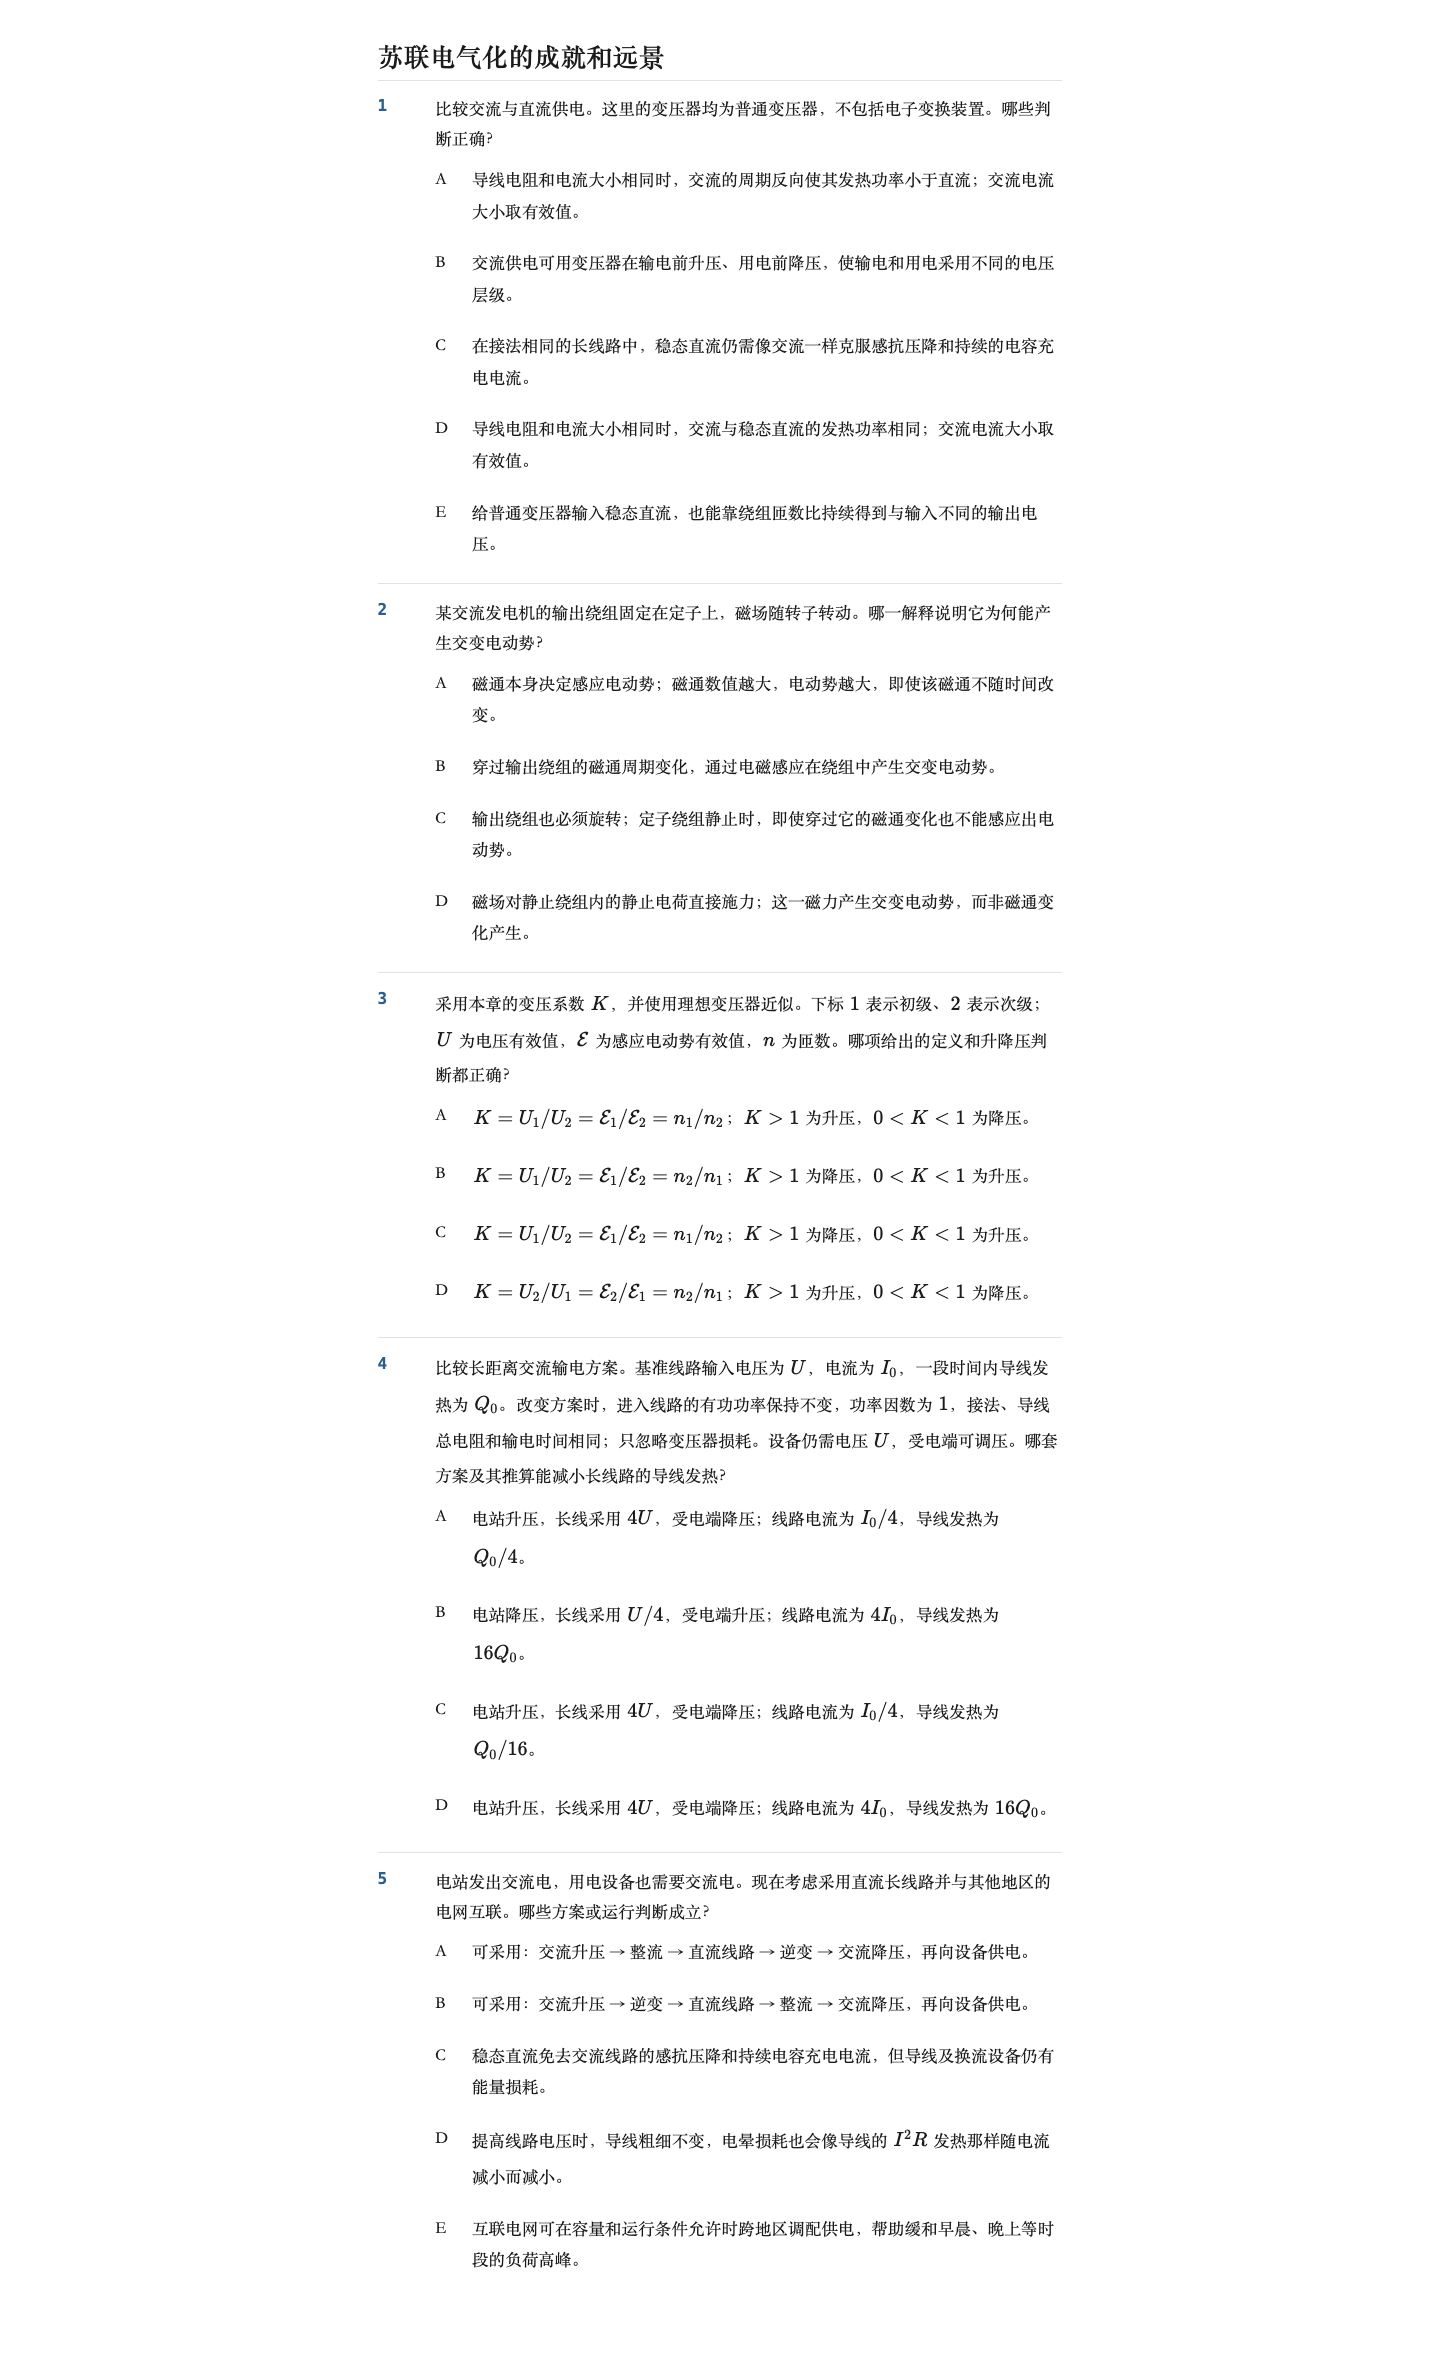 苏联电气化的成就和远景
1
比较交流与直流供电。这里的变压器均为普通变压器，不包括电子变换装置。哪些判
断正确？
A 导线电阻和电流大小相同时，交流的周期反向使其发热功率小于直流；交流电流
大小取有效值。
B 交流供电可用变压器在输电前升压、用电前降压，使输电和用电采用不同的电压
层级。
C 在接法相同的长线路中，稳态直流仍需像交流一样克服感抗压降和持续的电容充
电电流。
D 导线电阻和电流大小相同时，交流与稳态直流的发热功率相同；交流电流大小取
有效值。
E 给普通变压器输入稳态直流，也能靠绕组匝数比持续得到与输入不同的输出电
压。
2
某交流发电机的输出绕组固定在定子上，磁场随转子转动。哪一解释说明它为何能产
生交变电动势？
A 磁通本身决定感应电动势；磁通数值越大，电动势越大，即使该磁通不随时间改
变。
B 穿过输出绕组的磁通周期变化，通过电磁感应在绕组中产生交变电动势。
C 输出绕组也必须旋转；定子绕组静止时，即使穿过它的磁通变化也不能感应出电
动势。
D 磁场对静止绕组内的静止电荷直接施力；这一磁力产生交变电动势，而非磁通变
化产生。
3
采用本章的变压系数 K，并使用理想变压器近似。下标 1 表示初级、2 表示次级；
U 为电压有效值，ℰ 为感应电动势有效值，n 为匝数。哪项给出的定义和升降压判
断都正确？
A K = U₁/U₂ = ℰ₁/ℰ₂ = n₁/n₂；K > 1 为升压，0 < K < 1 为降压。
B K = U₁/U₂ = ℰ₁/ℰ₂ = n₂/n₁；K > 1 为降压，0 < K < 1 为升压。
C K = U₁/U₂ = ℰ₁/ℰ₂ = n₁/n₂；K > 1 为降压，0 < K < 1 为升压。
D K = U₂/U₁ = ℰ₂/ℰ₁ = n₂/n₁；K > 1 为升压，0 < K < 1 为降压。
4
比较长距离交流输电方案。基准线路输入电压为 U，电流为 I₀，一段时间内导线发
热为 Q₀。改变方案时，进入线路的有功功率保持不变，功率因数为 1，接法、导线
总电阻和输电时间相同；只忽略变压器损耗。设备仍需电压 U，受电端可调压。哪套
方案及其推算能减小长线路的导线发热？
A 电站升压，长线采用 4U，受电端降压；线路电流为 I₀/4，导线发热为
Q₀/4。
B 电站降压，长线采用 U/4，受电端升压；线路电流为 4I₀，导线发热为
16Q₀。
C 电站升压，长线采用 4U，受电端降压；线路电流为 I₀/4，导线发热为
Q₀/16。
D 电站升压，长线采用 4U，受电端降压；线路电流为 4I₀，导线发热为 16Q₀。
5
电站发出交流电，用电设备也需要交流电。现在考虑采用直流长线路并与其他地区的
电网互联。哪些方案或运行判断成立？
A 可采用：交流升压 → 整流 → 直流线路 → 逆变 → 交流降压，再向设备供电。
B 可采用：交流升压 → 逆变 → 直流线路 → 整流 → 交流降压，再向设备供电。
C 稳态直流免去交流线路的感抗压降和持续电容充电电流，但导线及换流设备仍有
能量损耗。
D 提高线路电压时，导线粗细不变，电晕损耗也会像导线的 I²R 发热那样随电流
减小而减小。
E 互联电网可在容量和运行条件允许时跨地区调配供电，帮助缓和早晨、晚上等时
段的负荷高峰。